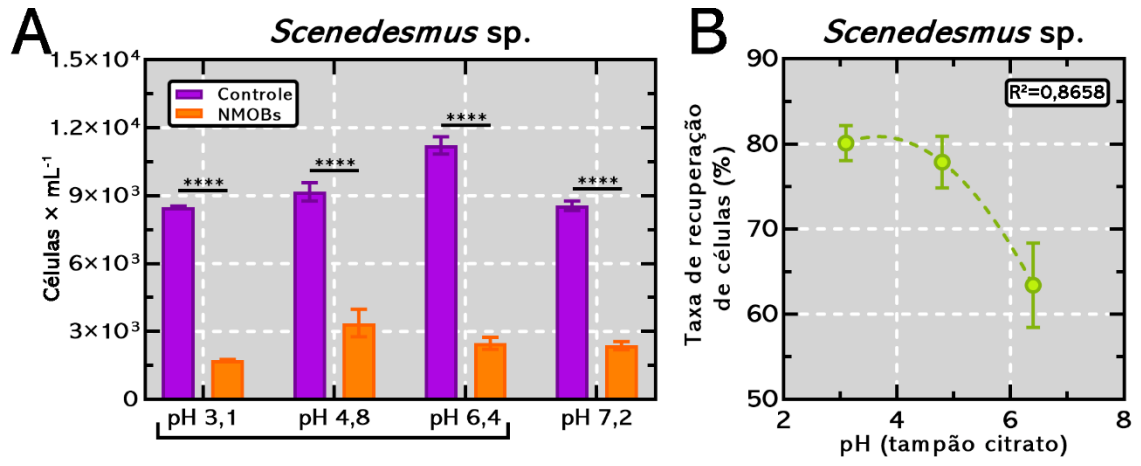 A
Scenedesmus sp.
Células × mL⁻¹
1.5×10⁴
1.2×10⁴
9×10³
6×10³
3×10³
0
Controle
NMOBs
****
****
****
****
pH 3,1
pH 4,8
pH 6,4
pH 7,2
B
Scenedesmus sp.
Taxa de recuperação
de células (%)
90
80
70
60
50
R²=0,8658
2
4
6
8
pH (tampão citrato)